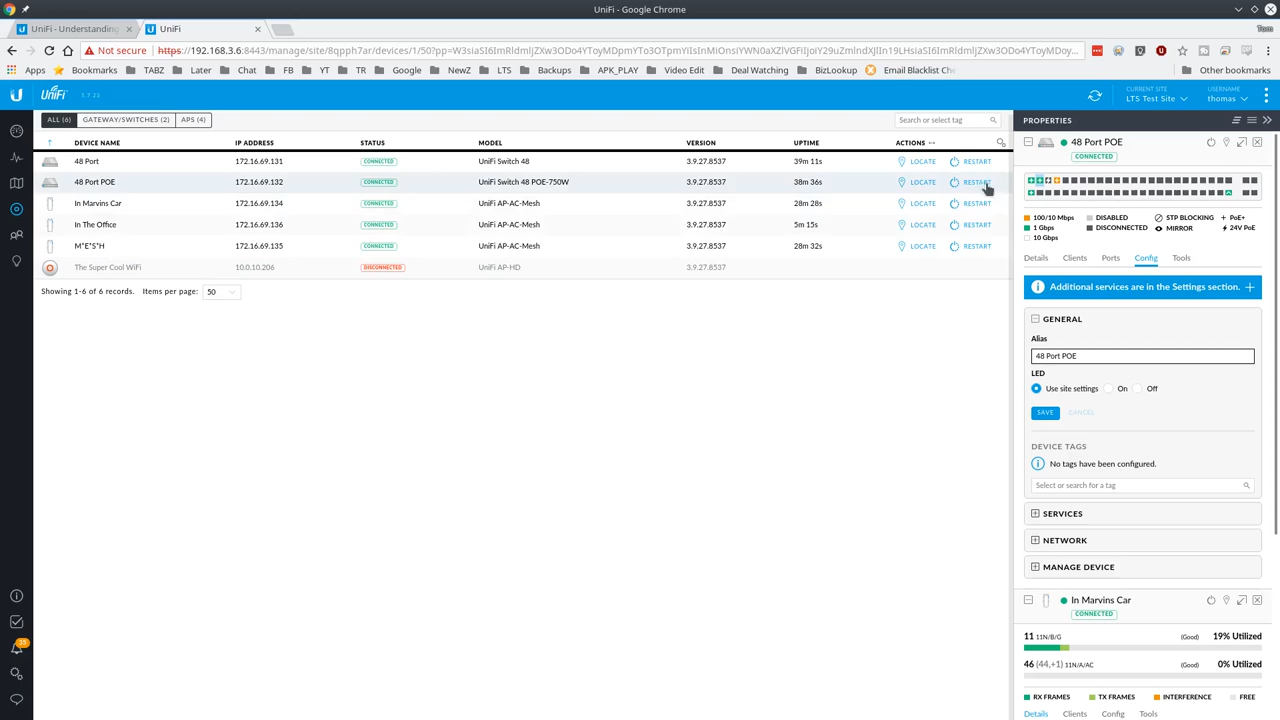 UniFi - Google Chrome
UniFi - Understanding
UniFi
Tom
Not secure
https://192.168.3.6:8443/manage/site/8qpph7ar/devices/1/50?pp=
Apps
Bookmarks
TABZ
Later
Chat
FB
YT
TR
Google
NewZ
LTS
Backups
APK_PLAY
Video Edit
Deal Watching
BizLookup
Email Blacklist Che
Other bookmarks
UniFi
5.7.23
CURRENT SITE
LTS Test Site
USERNAME
thomas
ALL (6)
GATEWAY/SWITCHES (2)
APS (4)
Search or select tag
DEVICE NAME IP ADDRESS STATUS MODEL VERSION UPTIME ACTIONS
48 Port 172.16.69.131 CONNECTED UniFi Switch 48 3.9.27.8537 39m 11s LOCATE RESTART
48 Port POE 172.16.69.132 CONNECTED UniFi Switch 48 POE-750W 3.9.27.8537 38m 36s LOCATE RESTART
In Marvins Car 172.16.69.134 CONNECTED UniFi AP-AC-Mesh 3.9.27.8537 28m 28s LOCATE RESTART
In The Office 172.16.69.136 CONNECTED UniFi AP-AC-Mesh 3.9.27.8537 5m 15s LOCATE RESTART
M*E*S*H 172.16.69.135 CONNECTED UniFi AP-AC-Mesh 3.9.27.8537 28m 32s LOCATE RESTART
The Super Cool WiFi 10.0.10.206 DISCONNECTED UniFi AP-HD 3.9.27.8537
Showing 1-6 of 6 records. Items per page: 50
35
PROPERTIES
48 Port POE
CONNECTED
100/10 Mbps DISABLED STP BLOCKING PoE+
1 Gbps DISCONNECTED MIRROR 24V PoE
10 Gbps
Details Clients Ports Config Tools
Additional services are in the Settings section.
GENERAL
Alias
48 Port POE
LED
Use site settings On Off
SAVE CANCEL
DEVICE TAGS
No tags have been configured.
Select or search for a tag
SERVICES
NETWORK
MANAGE DEVICE
In Marvins Car
CONNECTED
11 11N/B/G (Good) 19% Utilized
46 (44,+1) 11N/A/AC (Good) 0% Utilized
RX FRAMES TX FRAMES INTERFERENCE FREE
Details Clients Config Tools